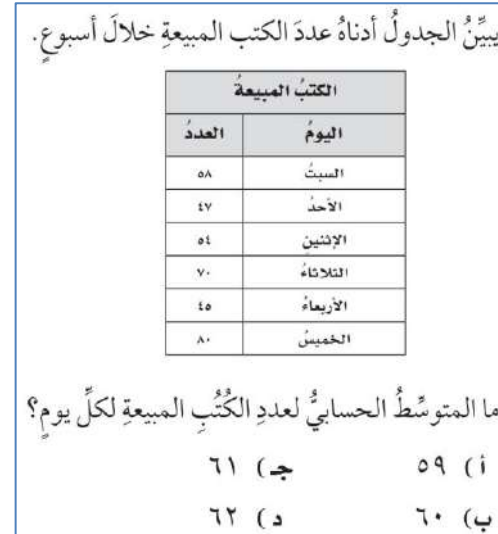 يبيِّنُ الجدولُ أدناهُ عددَ الكتب المبيعةِ خلالَ أسبوعٍ.
الكتبُ المبيعةُ
اليومُ العددُ
السبتُ ٥٨
الأحدُ ٤٧
الإثنينِ ٥٤
الثلاثاءُ ٧٠
الأربعاءُ ٤٥
الخميسُ ٨٠
ما المتوسِّطُ الحسابيُّ لعددِ الكُتُبِ المبيعةِ لكلِّ يومٍ؟
أ) ٥٩ جـ) ٦١
ب) ٦٠ د) ٦٢